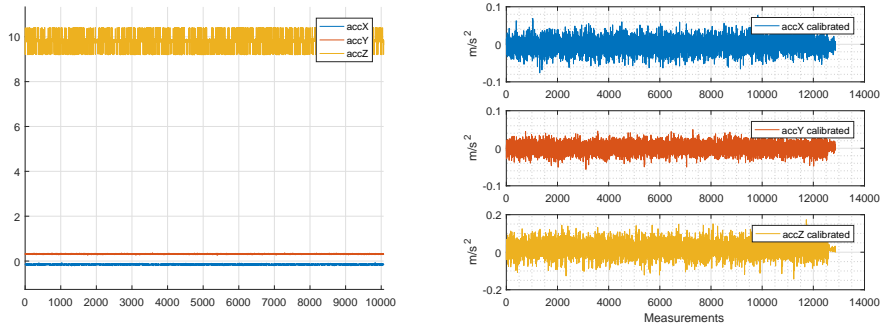 10
8
6
4
2
0
accX
accY
accZ
0 1000 2000 3000 4000 5000 6000 7000 8000 9000 10000
0.1
0
-0.1
m/s²
accX calibrated
0 2000 4000 6000 8000 10000 12000 14000
0.1
0
-0.1
m/s²
accY calibrated
0 2000 4000 6000 8000 10000 12000 14000
0.2
0
-0.2
m/s²
accZ calibrated
0 2000 4000 6000 8000 10000 12000 14000
Measurements